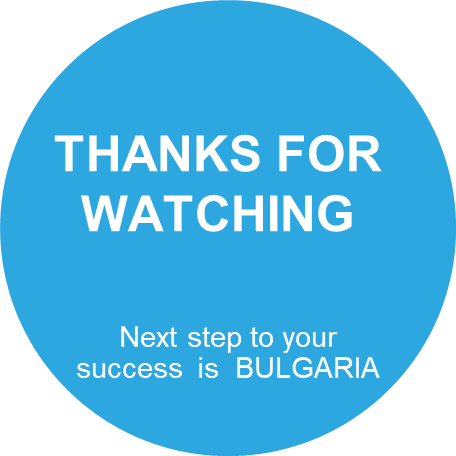 THANKS FOR
WATCHING
Next step to your
success is BULGARIA